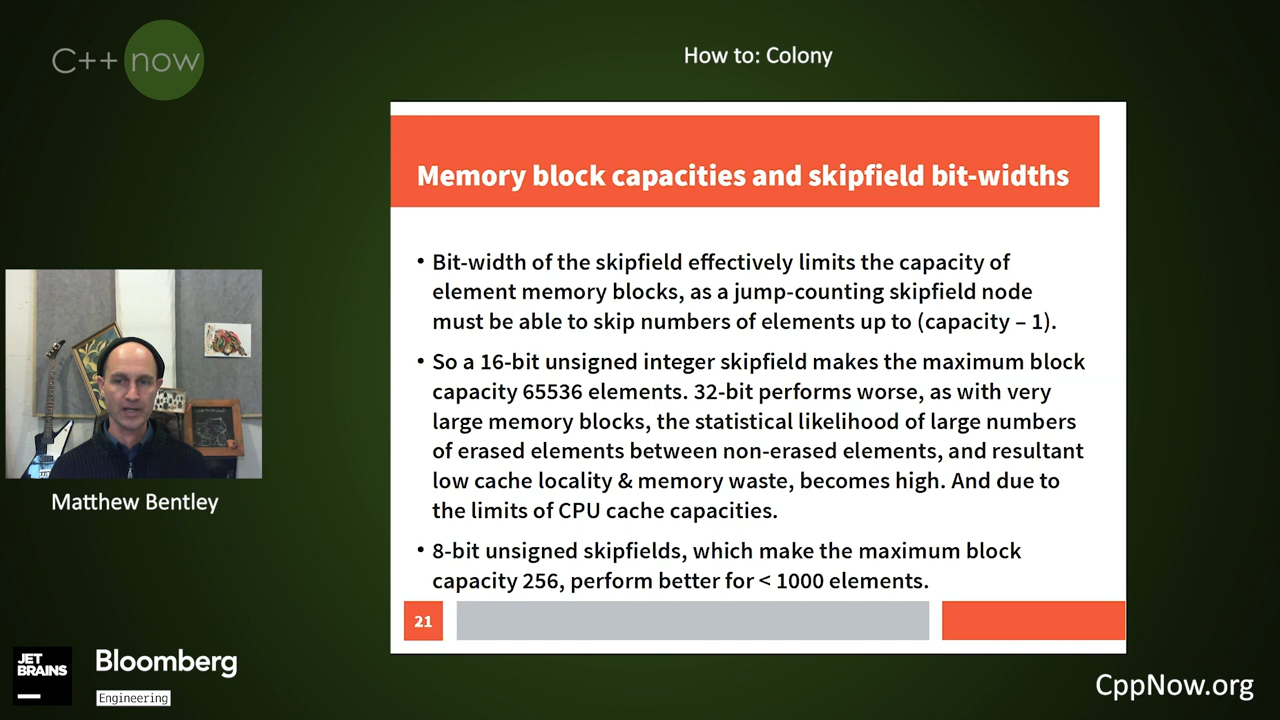 C++ now
How to: Colony
Memory block capacities and skipfield bit-widths
• Bit-width of the skipfield effectively limits the capacity of
element memory blocks, as a jump-counting skipfield node
must be able to skip numbers of elements up to (capacity – 1).
• So a 16-bit unsigned integer skipfield makes the maximum block
capacity 65536 elements. 32-bit performs worse, as with very
large memory blocks, the statistical likelihood of large numbers
of erased elements between non-erased elements, and resultant
low cache locality & memory waste, becomes high. And due to
the limits of CPU cache capacities.
• 8-bit unsigned skipfields, which make the maximum block
capacity 256, perform better for < 1000 elements.
21
Matthew Bentley
JET
BRAINS
Bloomberg
Engineering
CppNow.org